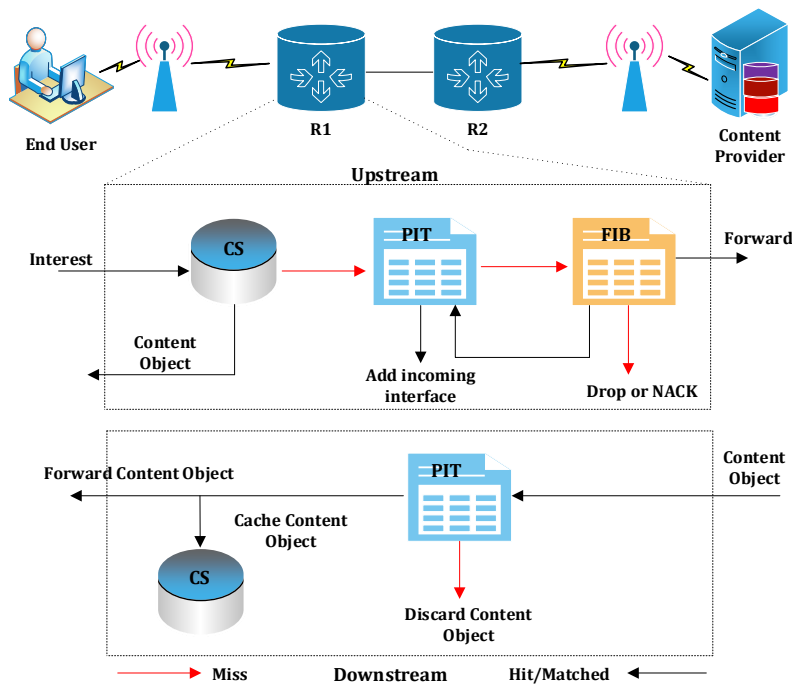 End User
R1
R2
Content
Provider
Upstream
Interest
CS
PIT
FIB
Forward
Content
Object
Add incoming
interface
Drop or NACK
Forward Content Object
PIT
Content
Object
Cache Content
Object
CS
Discard Content
Object
Miss
Downstream
Hit/Matched